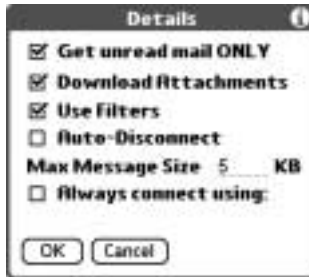 Details
Get unread mail ONLY
Download Attachments
Use Filters
Auto-Disconnect
Max Message Size 5 KB
Always connect using:
OK Cancel